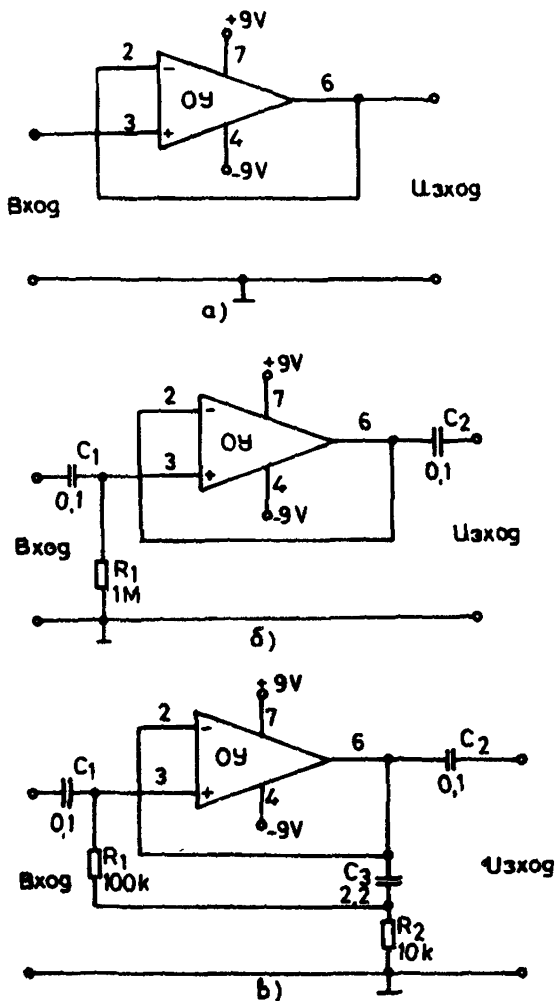 +9V
2
7
6
-
ОУ
3
+
4
-9V
Вход
Изход
а)
+9V
2
7
6
C2
-
ОУ
C1
3
+
0,1
0,1
4
-9V
Вход
Изход
R1
1M
б)
+9V
2
7
6
C2
-
ОУ
C1
3
+
0,1
0,1
4
-9V
R1
100k
Вход
C3
2,2
Изход
R2
10k
в)